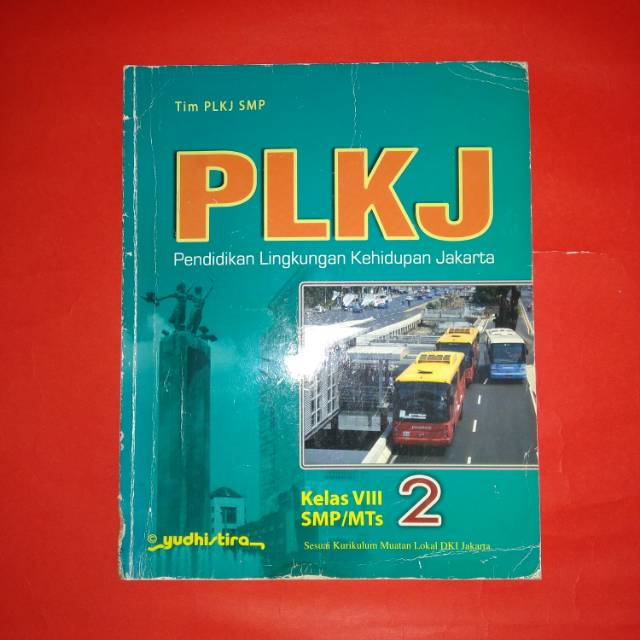 Tim PLKJ SMP
PLKJ
Pendidikan Lingkungan Kehidupan Jakarta
Kelas VIII
SMP/MTs
2
© yudhistira
Sesuai Kurikulum Muatan Lokal DKI Jakarta